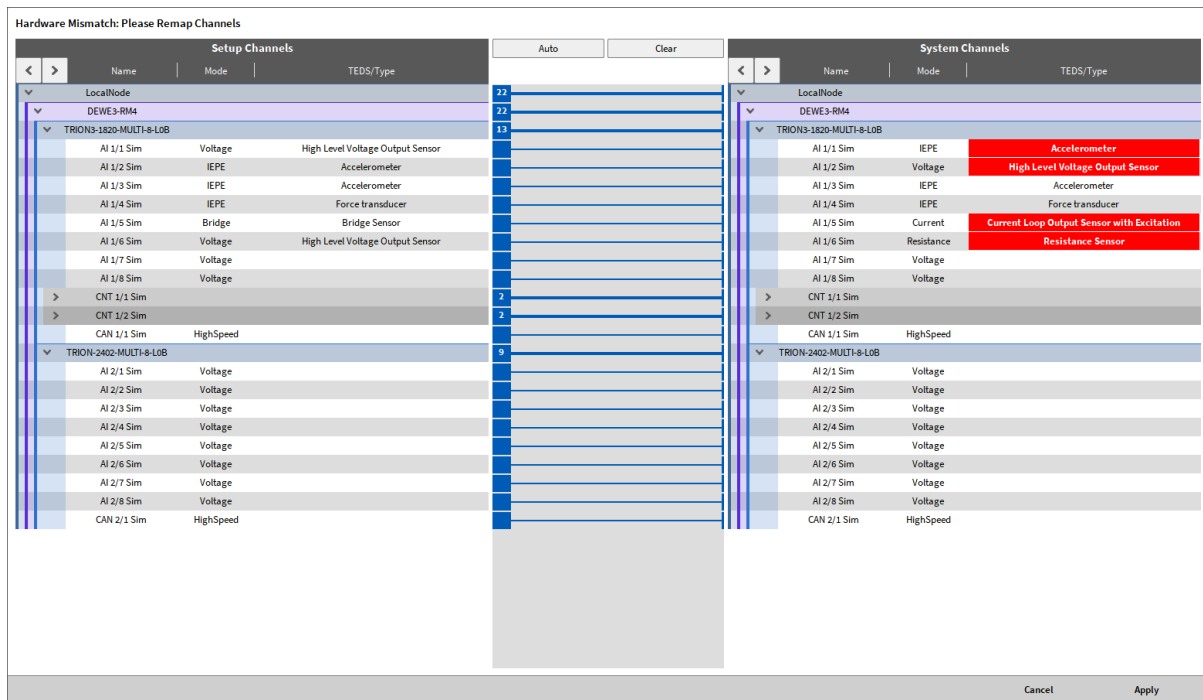 Hardware Mismatch: Please Remap Channels
Setup Channels Auto Clear System Channels
Name Mode TEDS/Type Name Mode TEDS/Type
LocalNode 22 LocalNode
DEWE3-RM4 22 DEWE3-RM4
TRION3-1820-MULTI-8-L0B 13 TRION3-1820-MULTI-8-L0B
AI 1/1 Sim Voltage High Level Voltage Output Sensor AI 1/1 Sim IEPE Accelerometer
AI 1/2 Sim IEPE Accelerometer AI 1/2 Sim Voltage High Level Voltage Output Sensor
AI 1/3 Sim IEPE Accelerometer AI 1/3 Sim IEPE Accelerometer
AI 1/4 Sim IEPE Force transducer AI 1/4 Sim IEPE Force transducer
AI 1/5 Sim Bridge Bridge Sensor AI 1/5 Sim Current Current Loop Output Sensor with Excitation
AI 1/6 Sim Voltage High Level Voltage Output Sensor AI 1/6 Sim Resistance Resistance Sensor
AI 1/7 Sim Voltage AI 1/7 Sim Voltage
AI 1/8 Sim Voltage AI 1/8 Sim Voltage
CNT 1/1 Sim 2 CNT 1/1 Sim
CNT 1/2 Sim 2 CNT 1/2 Sim
CAN 1/1 Sim HighSpeed CAN 1/1 Sim HighSpeed
TRION-2402-MULTI-8-L0B 9 TRION-2402-MULTI-8-L0B
AI 2/1 Sim Voltage AI 2/1 Sim Voltage
AI 2/2 Sim Voltage AI 2/2 Sim Voltage
AI 2/3 Sim Voltage AI 2/3 Sim Voltage
AI 2/4 Sim Voltage AI 2/4 Sim Voltage
AI 2/5 Sim Voltage AI 2/5 Sim Voltage
AI 2/6 Sim Voltage AI 2/6 Sim Voltage
AI 2/7 Sim Voltage AI 2/7 Sim Voltage
AI 2/8 Sim Voltage AI 2/8 Sim Voltage
CAN 2/1 Sim HighSpeed CAN 2/1 Sim HighSpeed
Cancel Apply